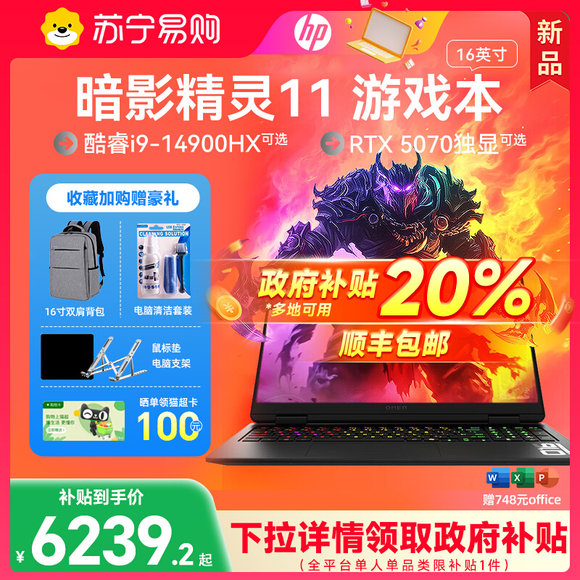 苏宁易购
hp
新品
16英寸
暗影精灵11 游戏本
酷睿i9-14900HX可选
RTX 5070独显可选
收藏加购赠豪礼
CLEANING SOLUTION
16寸双肩背包
电脑清洁套装
政府补贴
*多地可用
20%
顺丰包邮
鼠标垫
电脑支架
晒单领猫超卡
100元
OMEN
W X P
赠748元office
补贴到手价
¥6239.2起
下拉详情领取政府补贴
(全平台单人单品类限补贴1件)